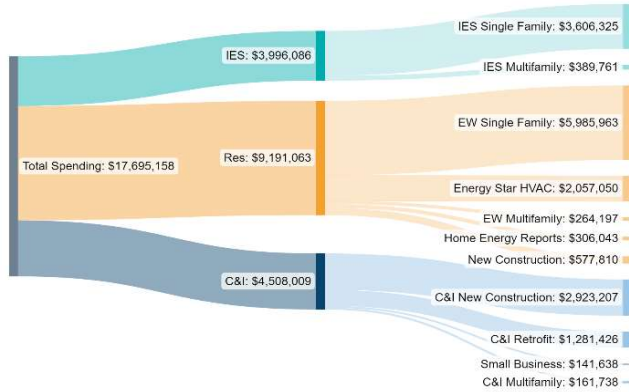 IES Single Family: $3,606,325
IES: $3,996,086
IES Multifamily: $389,761
EW Single Family: $5,985,963
Res: $9,191,063
Total Spending: $17,695,158
Energy Star HVAC: $2,057,050
EW Multifamily: $264,197
Home Energy Reports: $306,043
New Construction: $577,810
C&I: $4,508,009
C&I New Construction: $2,923,207
C&I Retrofit: $1,281,426
Small Business: $141,638
C&I Multifamily: $161,738